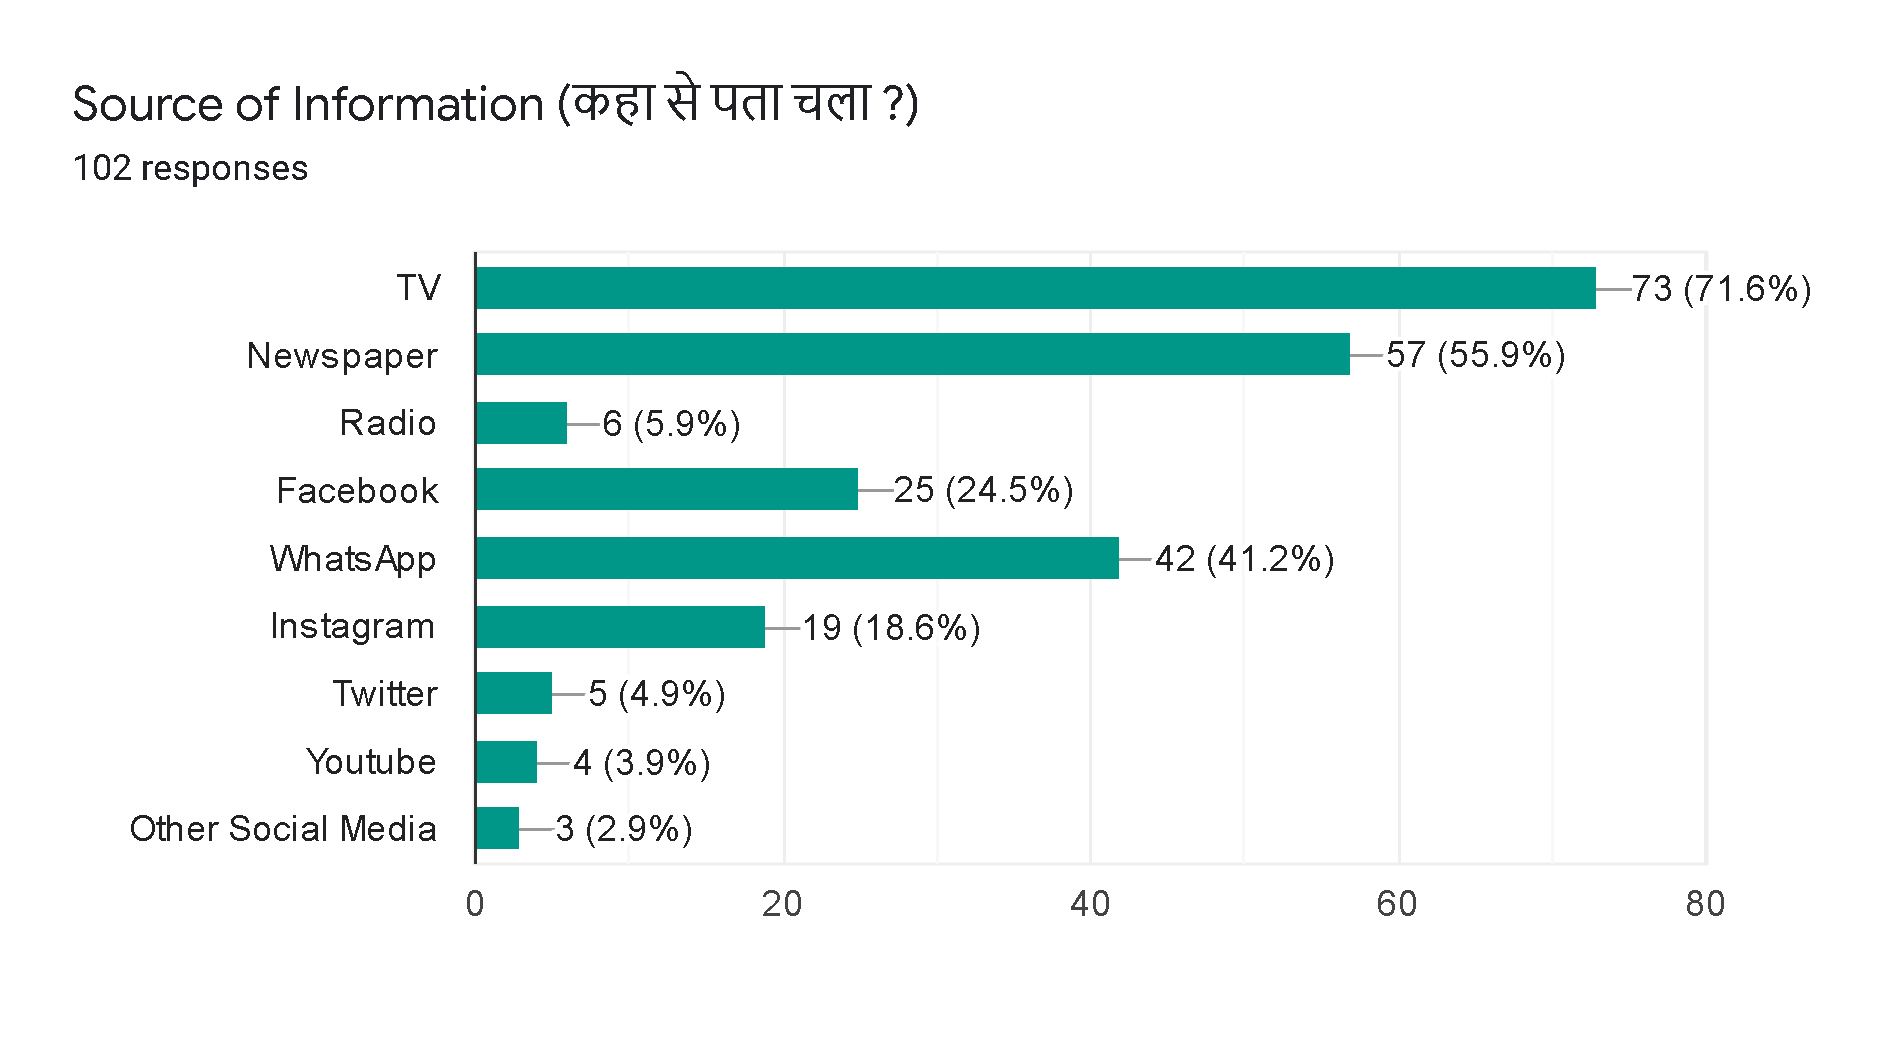 Source of Information (कहा से पता चला ?)
102 responses
TV 73 (71.6%)
Newspaper 57 (55.9%)
Radio 6 (5.9%)
Facebook 25 (24.5%)
WhatsApp 42 (41.2%)
Instagram 19 (18.6%)
Twitter 5 (4.9%)
Youtube 4 (3.9%)
Other Social Media 3 (2.9%)
0 20 40 60 80